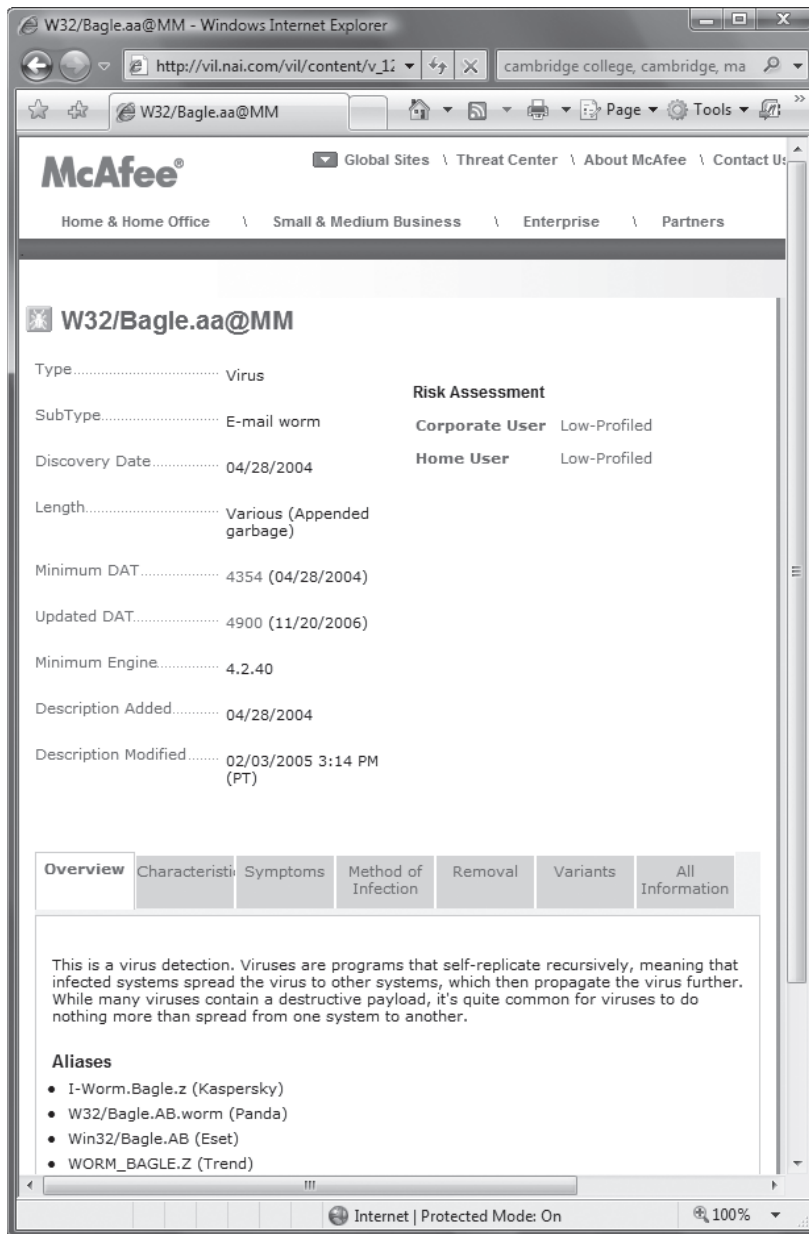 W32/Bagle.aa@MM - Windows Internet Explorer
http://vil.nai.com/vil/content/v_12
cambridge college, cambridge, ma
W32/Bagle.aa@MM
Page
Tools
McAfee®
Global Sites \ Threat Center \ About McAfee \ Contact Us
Home & Home Office \ Small & Medium Business \ Enterprise \ Partners
W32/Bagle.aa@MM
Type................................. Virus
SubType........................... E-mail worm
Discovery Date................ 04/28/2004
Length.............................. Various (Appended
garbage)
Minimum DAT................... 4354 (04/28/2004)
Updated DAT.................... 4900 (11/20/2006)
Minimum Engine.............. 4.2.40
Description Added........... 04/28/2004
Description Modified........ 02/03/2005 3:14 PM
(PT)
Risk Assessment
Corporate User Low-Profiled
Home User Low-Profiled
Overview
Characteristi
Symptoms
Method of
Infection
Removal
Variants
All
Information
This is a virus detection. Viruses are programs that self-replicate recursively, meaning that
infected systems spread the virus to other systems, which then propagate the virus further.
While many viruses contain a destructive payload, it's quite common for viruses to do
nothing more than spread from one system to another.
Aliases
• I-Worm.Bagle.z (Kaspersky)
• W32/Bagle.AB.worm (Panda)
• Win32/Bagle.AB (Eset)
• WORM_BAGLE.Z (Trend)
Internet | Protected Mode: On
100%